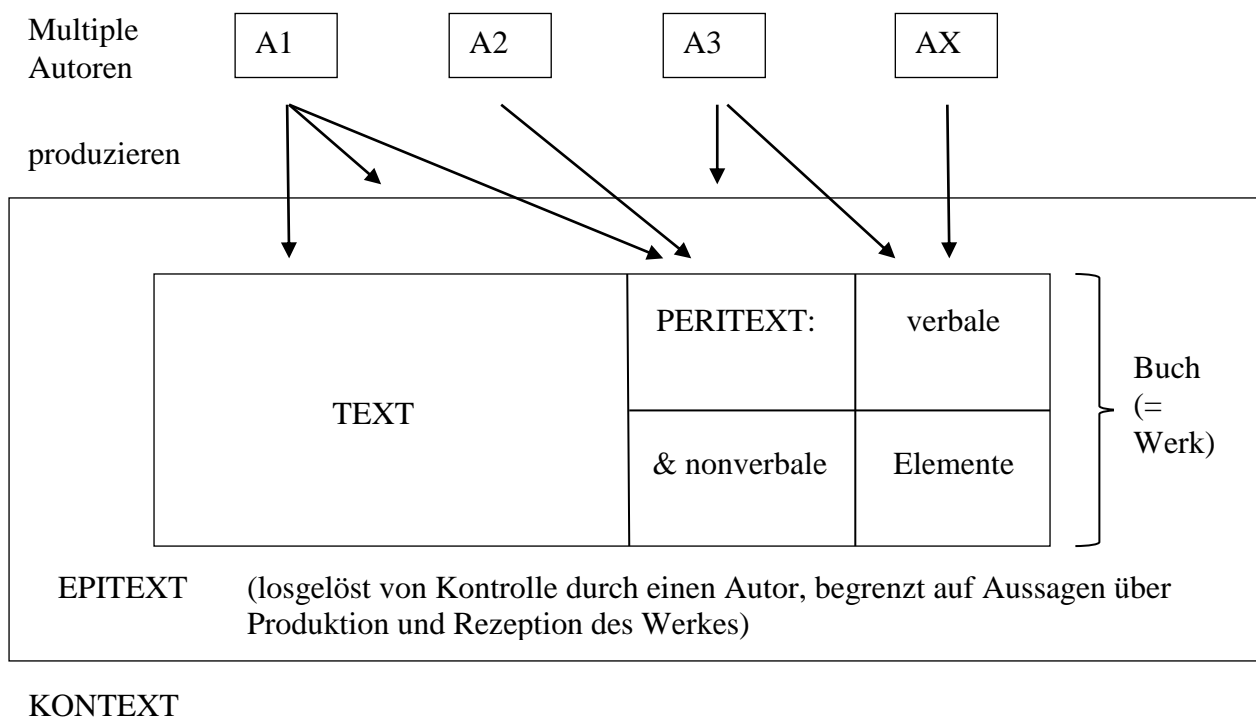 Multiple
Autoren
A1
A2
A3
AX
produzieren
PERITEXT:
verbale
TEXT
& nonverbale
Elemente
Buch
(=
Werk)
EPITEXT (losgelöst von Kontrolle durch einen Autor, begrenzt auf Aussagen über
Produktion und Rezeption des Werkes)
KONTEXT